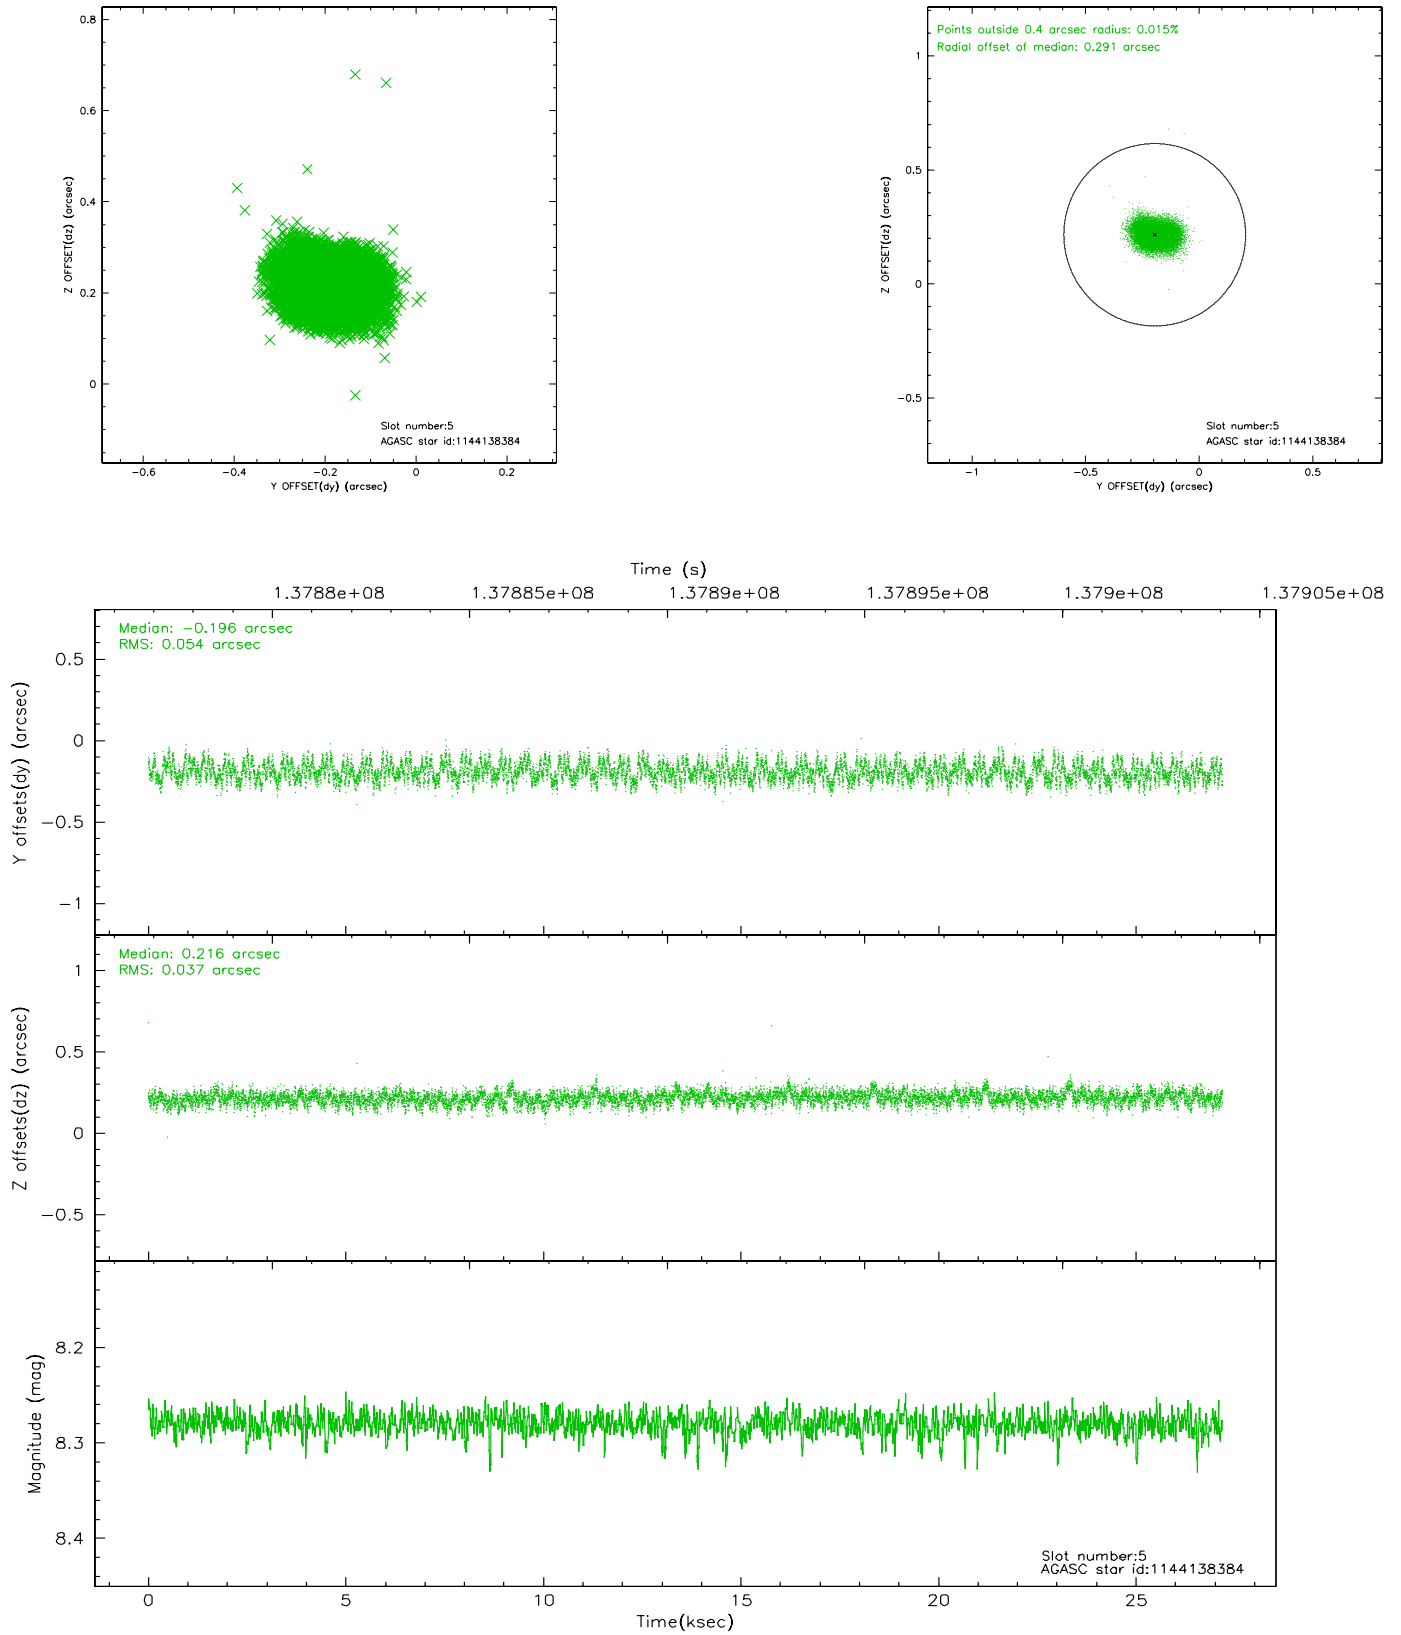 0.8
0.6
0.4
0.2
0
Z OFFSET(dz) (arcsec)
Slot number:5
AGASC star id:1144138384
-0.6 -0.4 -0.2 0 0.2
Y OFFSET(dy) (arcsec)
Points outside 0.4 arcsec radius: 0.015%
Radial offset of median: 0.291 arcsec
1
0.5
0
-0.5
Z OFFSET(dz) (arcsec)
Slot number:5
AGASC star id:1144138384
-1 -0.5 0 0.5
Y OFFSET(dy) (arcsec)
Time (s)
1.3788e+08 1.37885e+08 1.3789e+08 1.37895e+08 1.379e+08 1.37905e+08
Median: -0.196 arcsec
RMS: 0.054 arcsec
0.5
0
-0.5
-1
Y offsets(dy) (arcsec)
Median: 0.216 arcsec
RMS: 0.037 arcsec
1
0.5
0
-0.5
Z offsets(dz) (arcsec)
8.2
8.3
8.4
Magnitude (mag)
Slot number:5
AGASC star id:1144138384
0 5 10 15 20 25
Time(ksec)